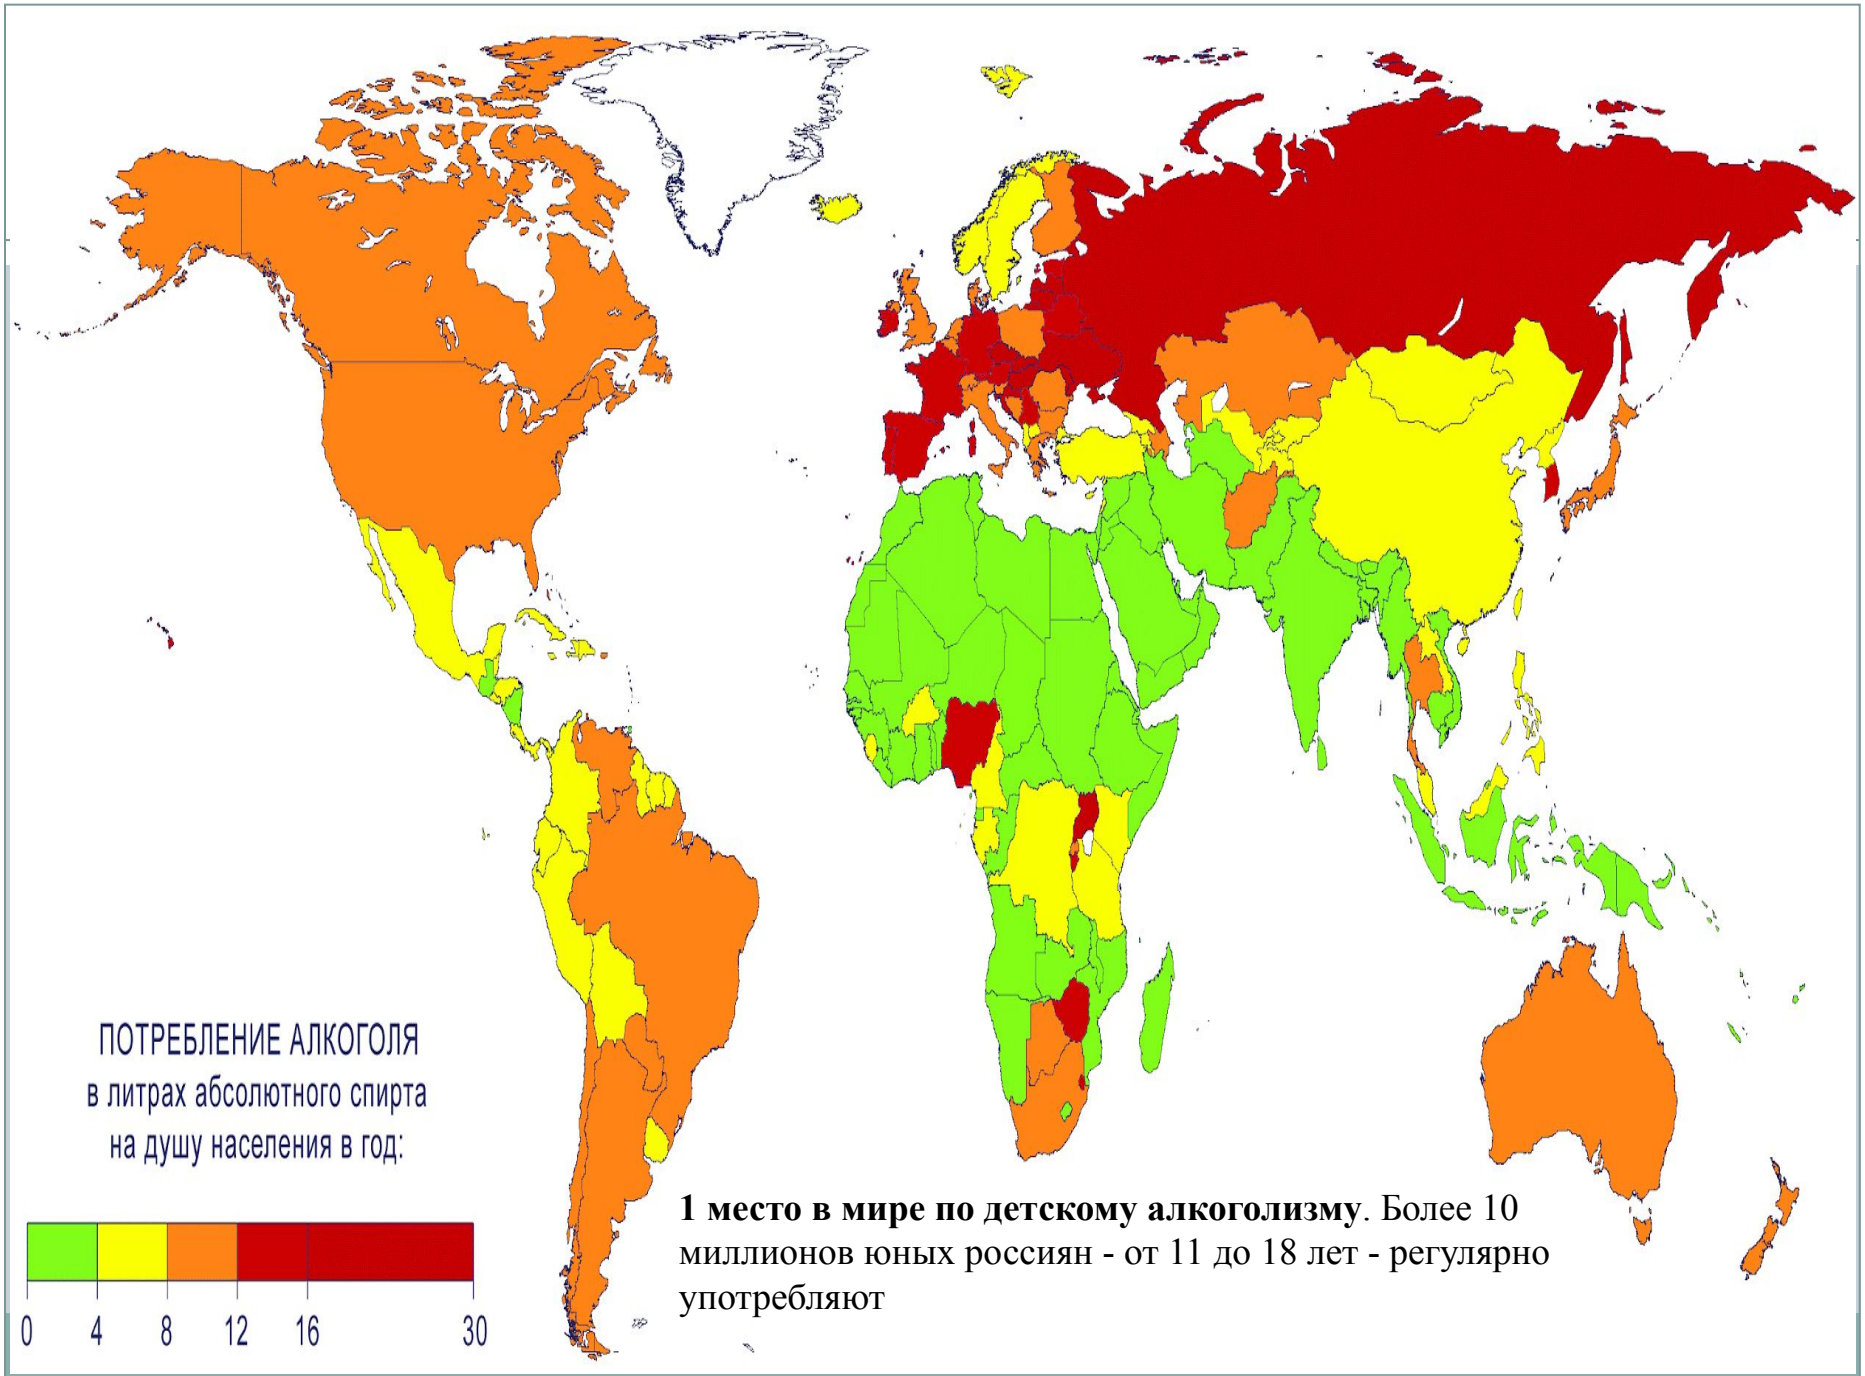 ПОТРЕБЛЕНИЕ АЛКОГОЛЯ
в литрах абсолютного спирта
на душу населения в год:
0 4 8 12 16 30
1 место в мире по детскому алкоголизму. Более 10
миллионов юных россиян - от 11 до 18 лет - регулярно
употребляют